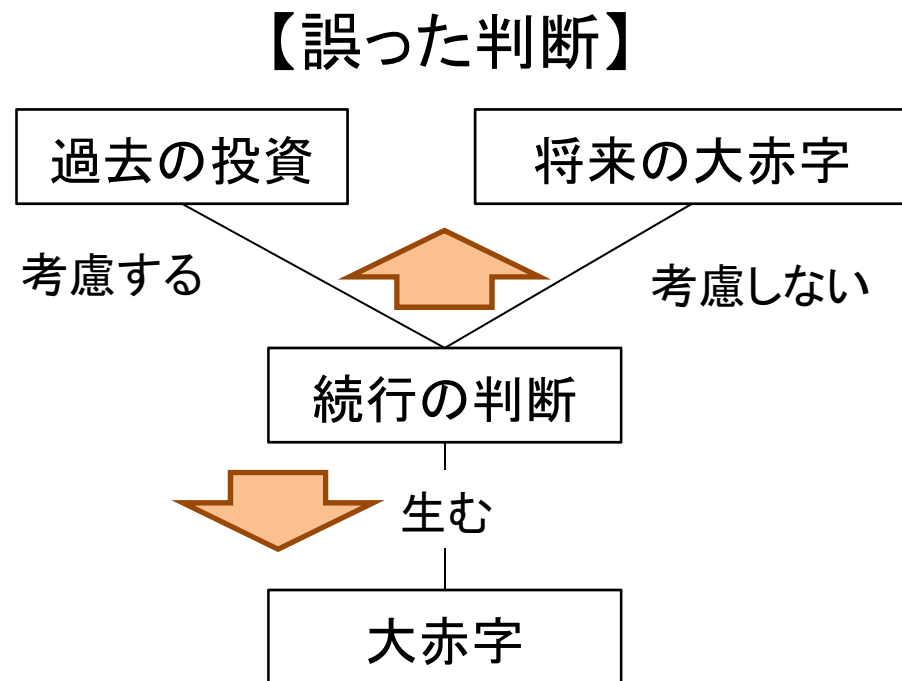 【誤った判断】
過去の投資
将来の大赤字
考慮する
考慮しない
続行の判断
生む
大赤字